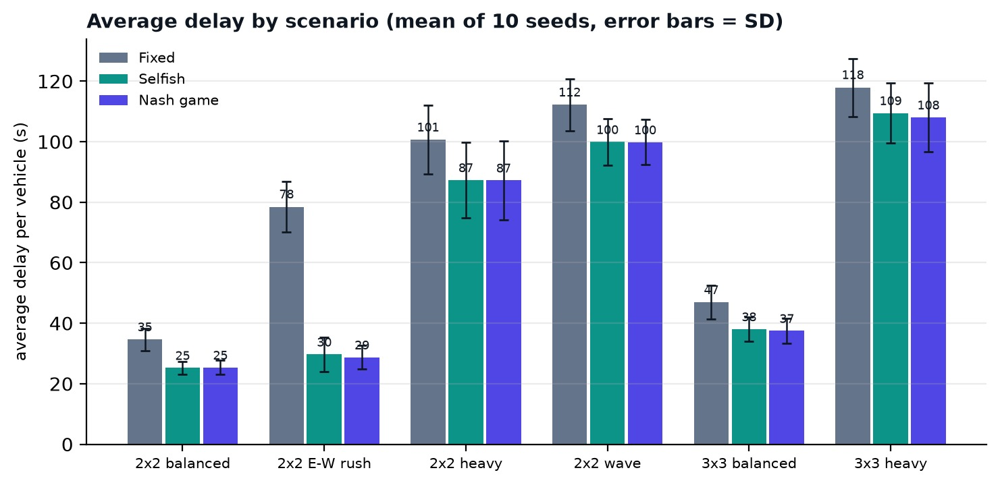 Average delay by scenario (mean of 10 seeds, error bars = SD)
Fixed
Selfish
Nash game
average delay per vehicle (s)
120
100
80
60
40
20
0
35
25
25
78
30
29
101
87
87
112
100
100
47
38
37
118
109
108
2x2 balanced
2x2 E-W rush
2x2 heavy
2x2 wave
3x3 balanced
3x3 heavy